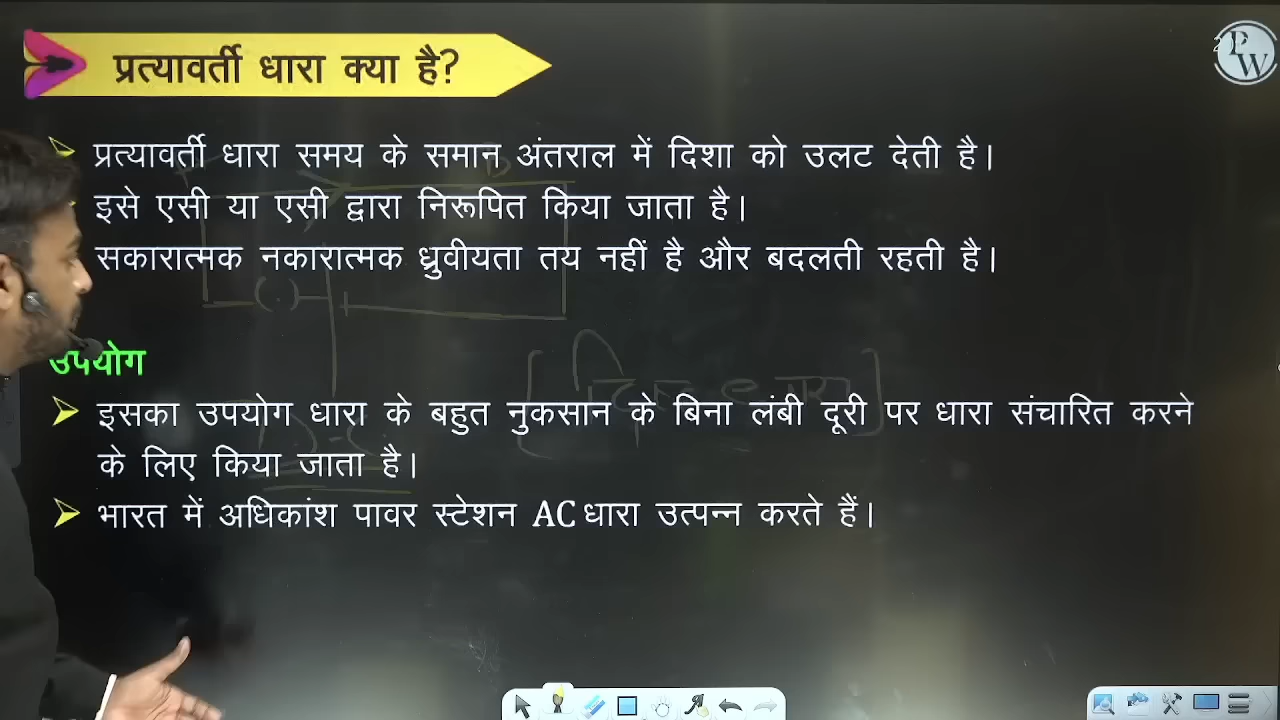 प्रत्यावर्ती धारा क्या है?
PW
प्रत्यावर्ती धारा समय के समान अंतराल में दिशा को उलट देती है।
इसे एसी या एसी द्वारा निरूपित किया जाता है।
सकारात्मक नकारात्मक ध्रुवीयता तय नहीं है और बदलती रहती है।
उपयोग
इसका उपयोग धारा के बहुत नुकसान के बिना लंबी दूरी पर धारा संचारित करने
के लिए किया जाता है।
भारत में अधिकांश पावर स्टेशन AC धारा उत्पन्न करते हैं।